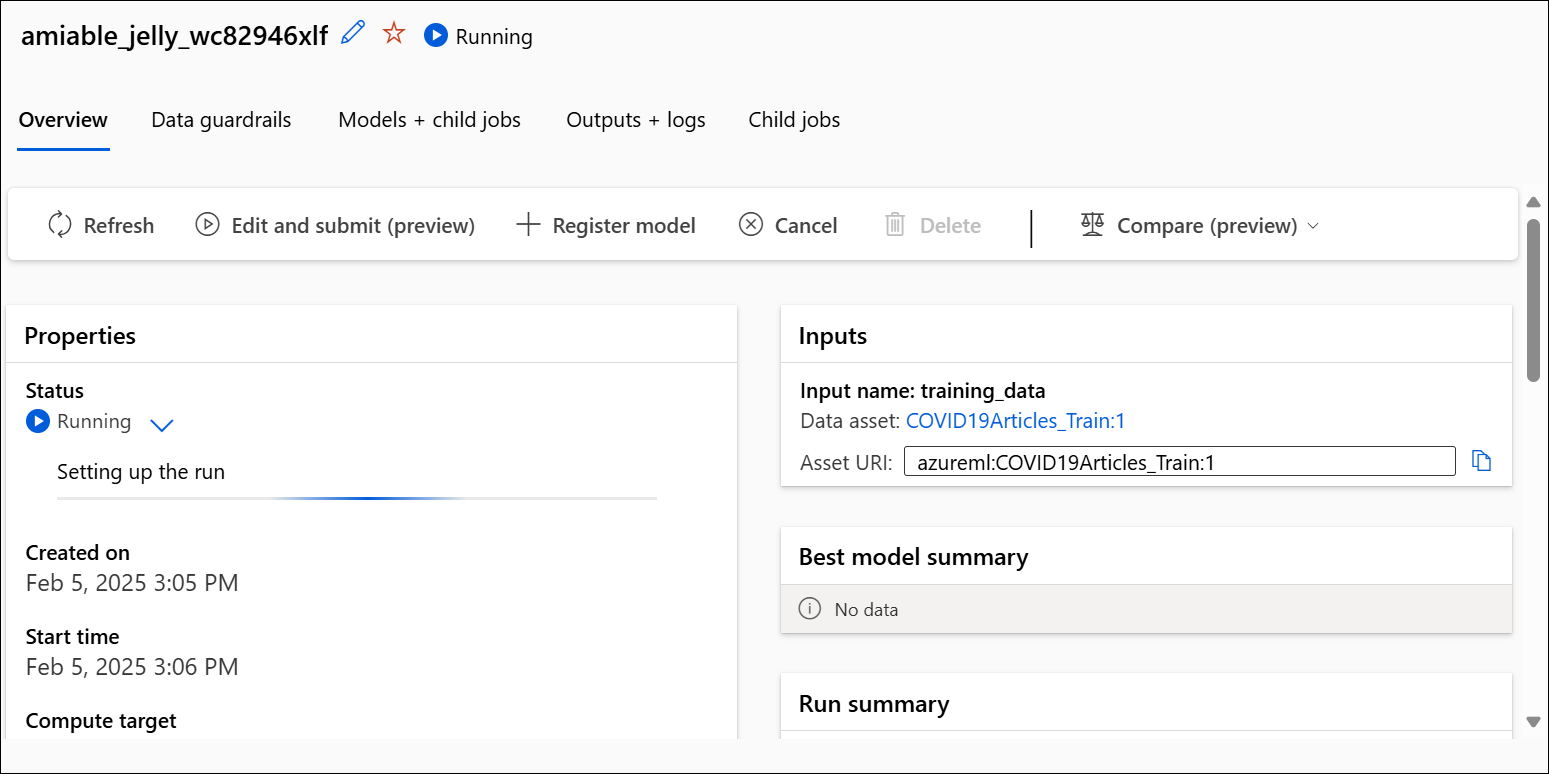 amiable_jelly_wc82946xlf Running
Overview Data guardrails Models + child jobs Outputs + logs Child jobs
Refresh Edit and submit (preview) Register model Cancel Delete Compare (preview)
Properties
Status
Running
Setting up the run
Created on
Feb 5, 2025 3:05 PM
Start time
Feb 5, 2025 3:06 PM
Compute target
Inputs
Input name: training_data
Data asset: COVID19Articles_Train:1
Asset URI: azureml:COVID19Articles_Train:1
Best model summary
No data
Run summary